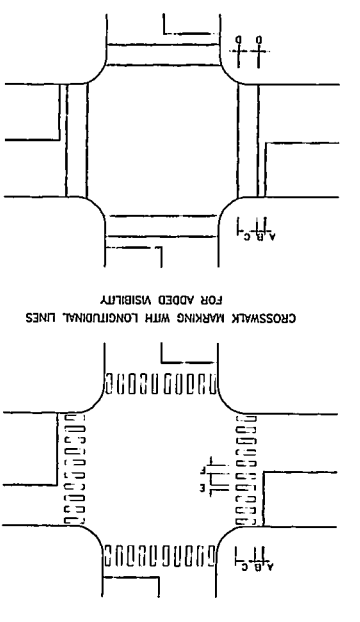 A B C
E
F
CROSSWALK MARKING WITH LONGITUDINAL LINES
FOR ADDED VISIBILITY
A B C
D D